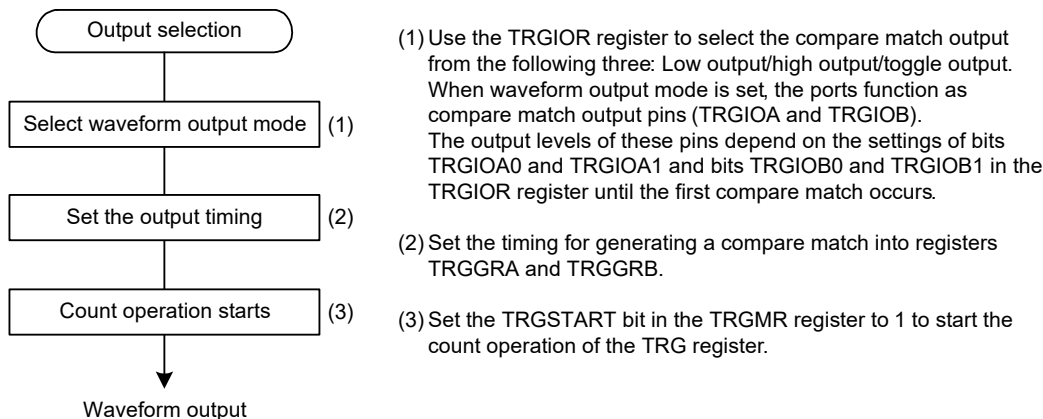 Output selection
Select waveform output mode (1)
Set the output timing (2)
Count operation starts (3)
Waveform output
(1) Use the TRGIOR register to select the compare match output
from the following three: Low output/high output/toggle output.
When waveform output mode is set, the ports function as
compare match output pins (TRGIOA and TRGIOB).
The output levels of these pins depend on the settings of bits
TRGIOA0 and TRGIOA1 and bits TRGIOB0 and TRGIOB1 in the
TRGIOR register until the first compare match occurs.
(2) Set the timing for generating a compare match into registers
TRGGRA and TRGGRB.
(3) Set the TRGSTART bit in the TRGMR register to 1 to start the
count operation of the TRG register.